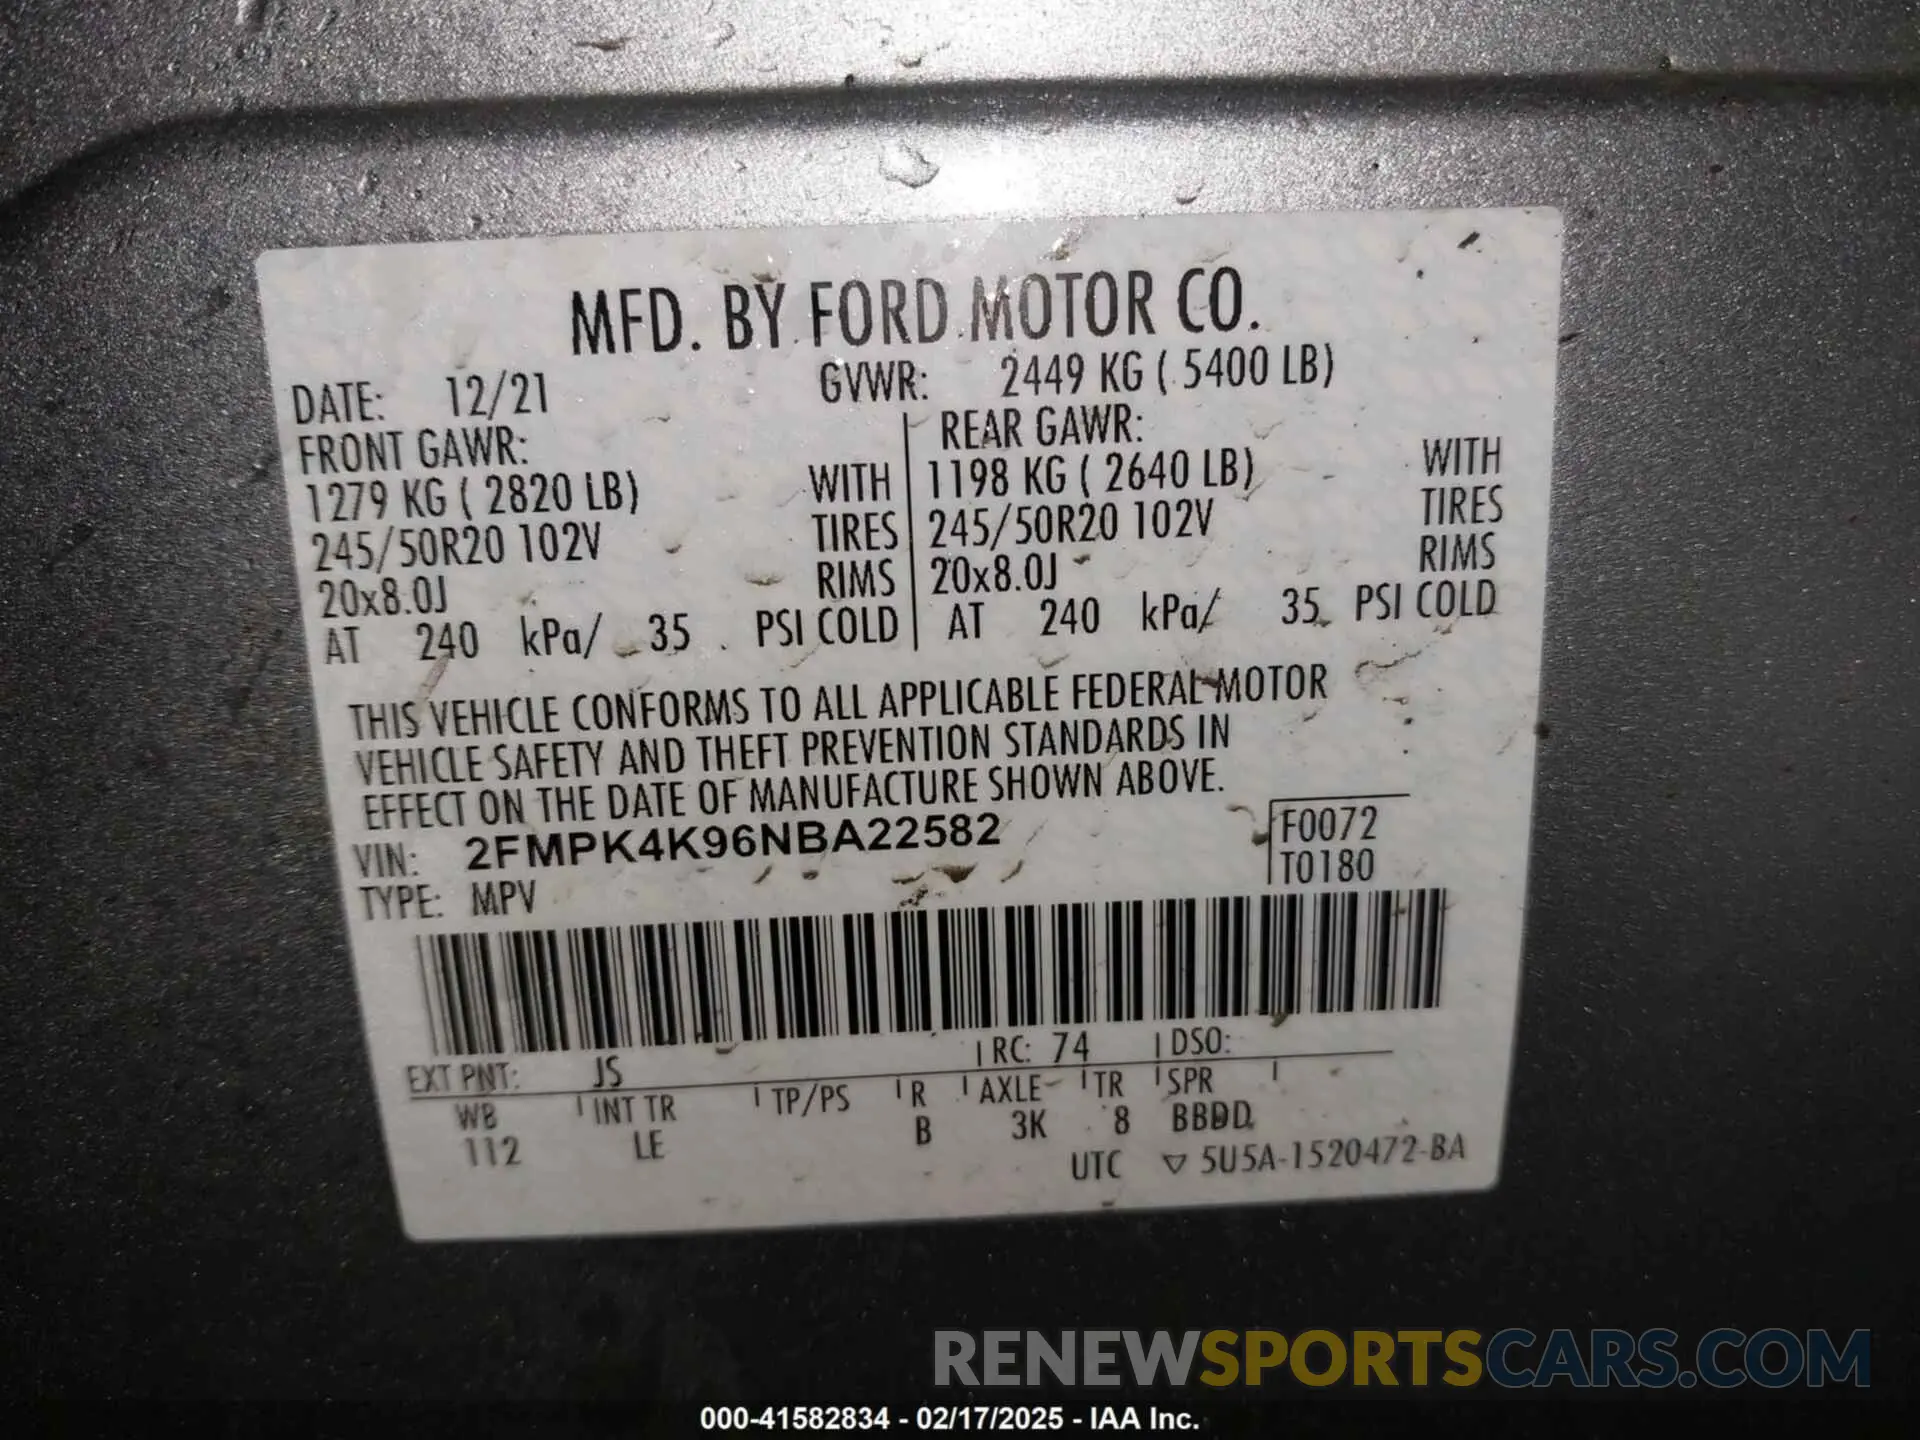 MFD. BY FORD MOTOR CO.
DATE: 12/21 GVWR: 2449 KG ( 5400 LB)
FRONT GAWR: REAR GAWR:
1279 KG ( 2820 LB) WITH 1198 KG ( 2640 LB) WITH
245/50R20 102V TIRES 245/50R20 102V TIRES
20x8.0J RIMS 20x8.0J RIMS
AT 240 kPa/ 35 PSI COLD AT 240 kPa/ 35 PSI COLD
THIS VEHICLE CONFORMS TO ALL APPLICABLE FEDERAL MOTOR
VEHICLE SAFETY AND THEFT PREVENTION STANDARDS IN
EFFECT ON THE DATE OF MANUFACTURE SHOWN ABOVE.
VIN: 2FMPK4K96NBA22582 F0072
TYPE: MPV T0180
EXT PNT: JS RC: 74 DSO:
WB INT TR TP/PS R AXLE TR SPR
112 LE B 3K 8 BBDD
UTC ▽ 5U5A-1520472-BA
RENEWSPORTSCARS.COM
000-41582834 - 02/17/2025 - IAA Inc.